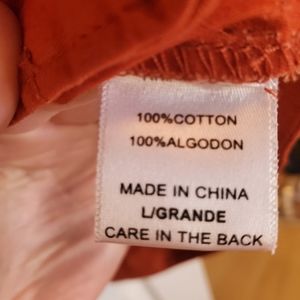 100%COTTON
100%ALGODON
MADE IN CHINA
L/GRANDE
CARE IN THE BACK